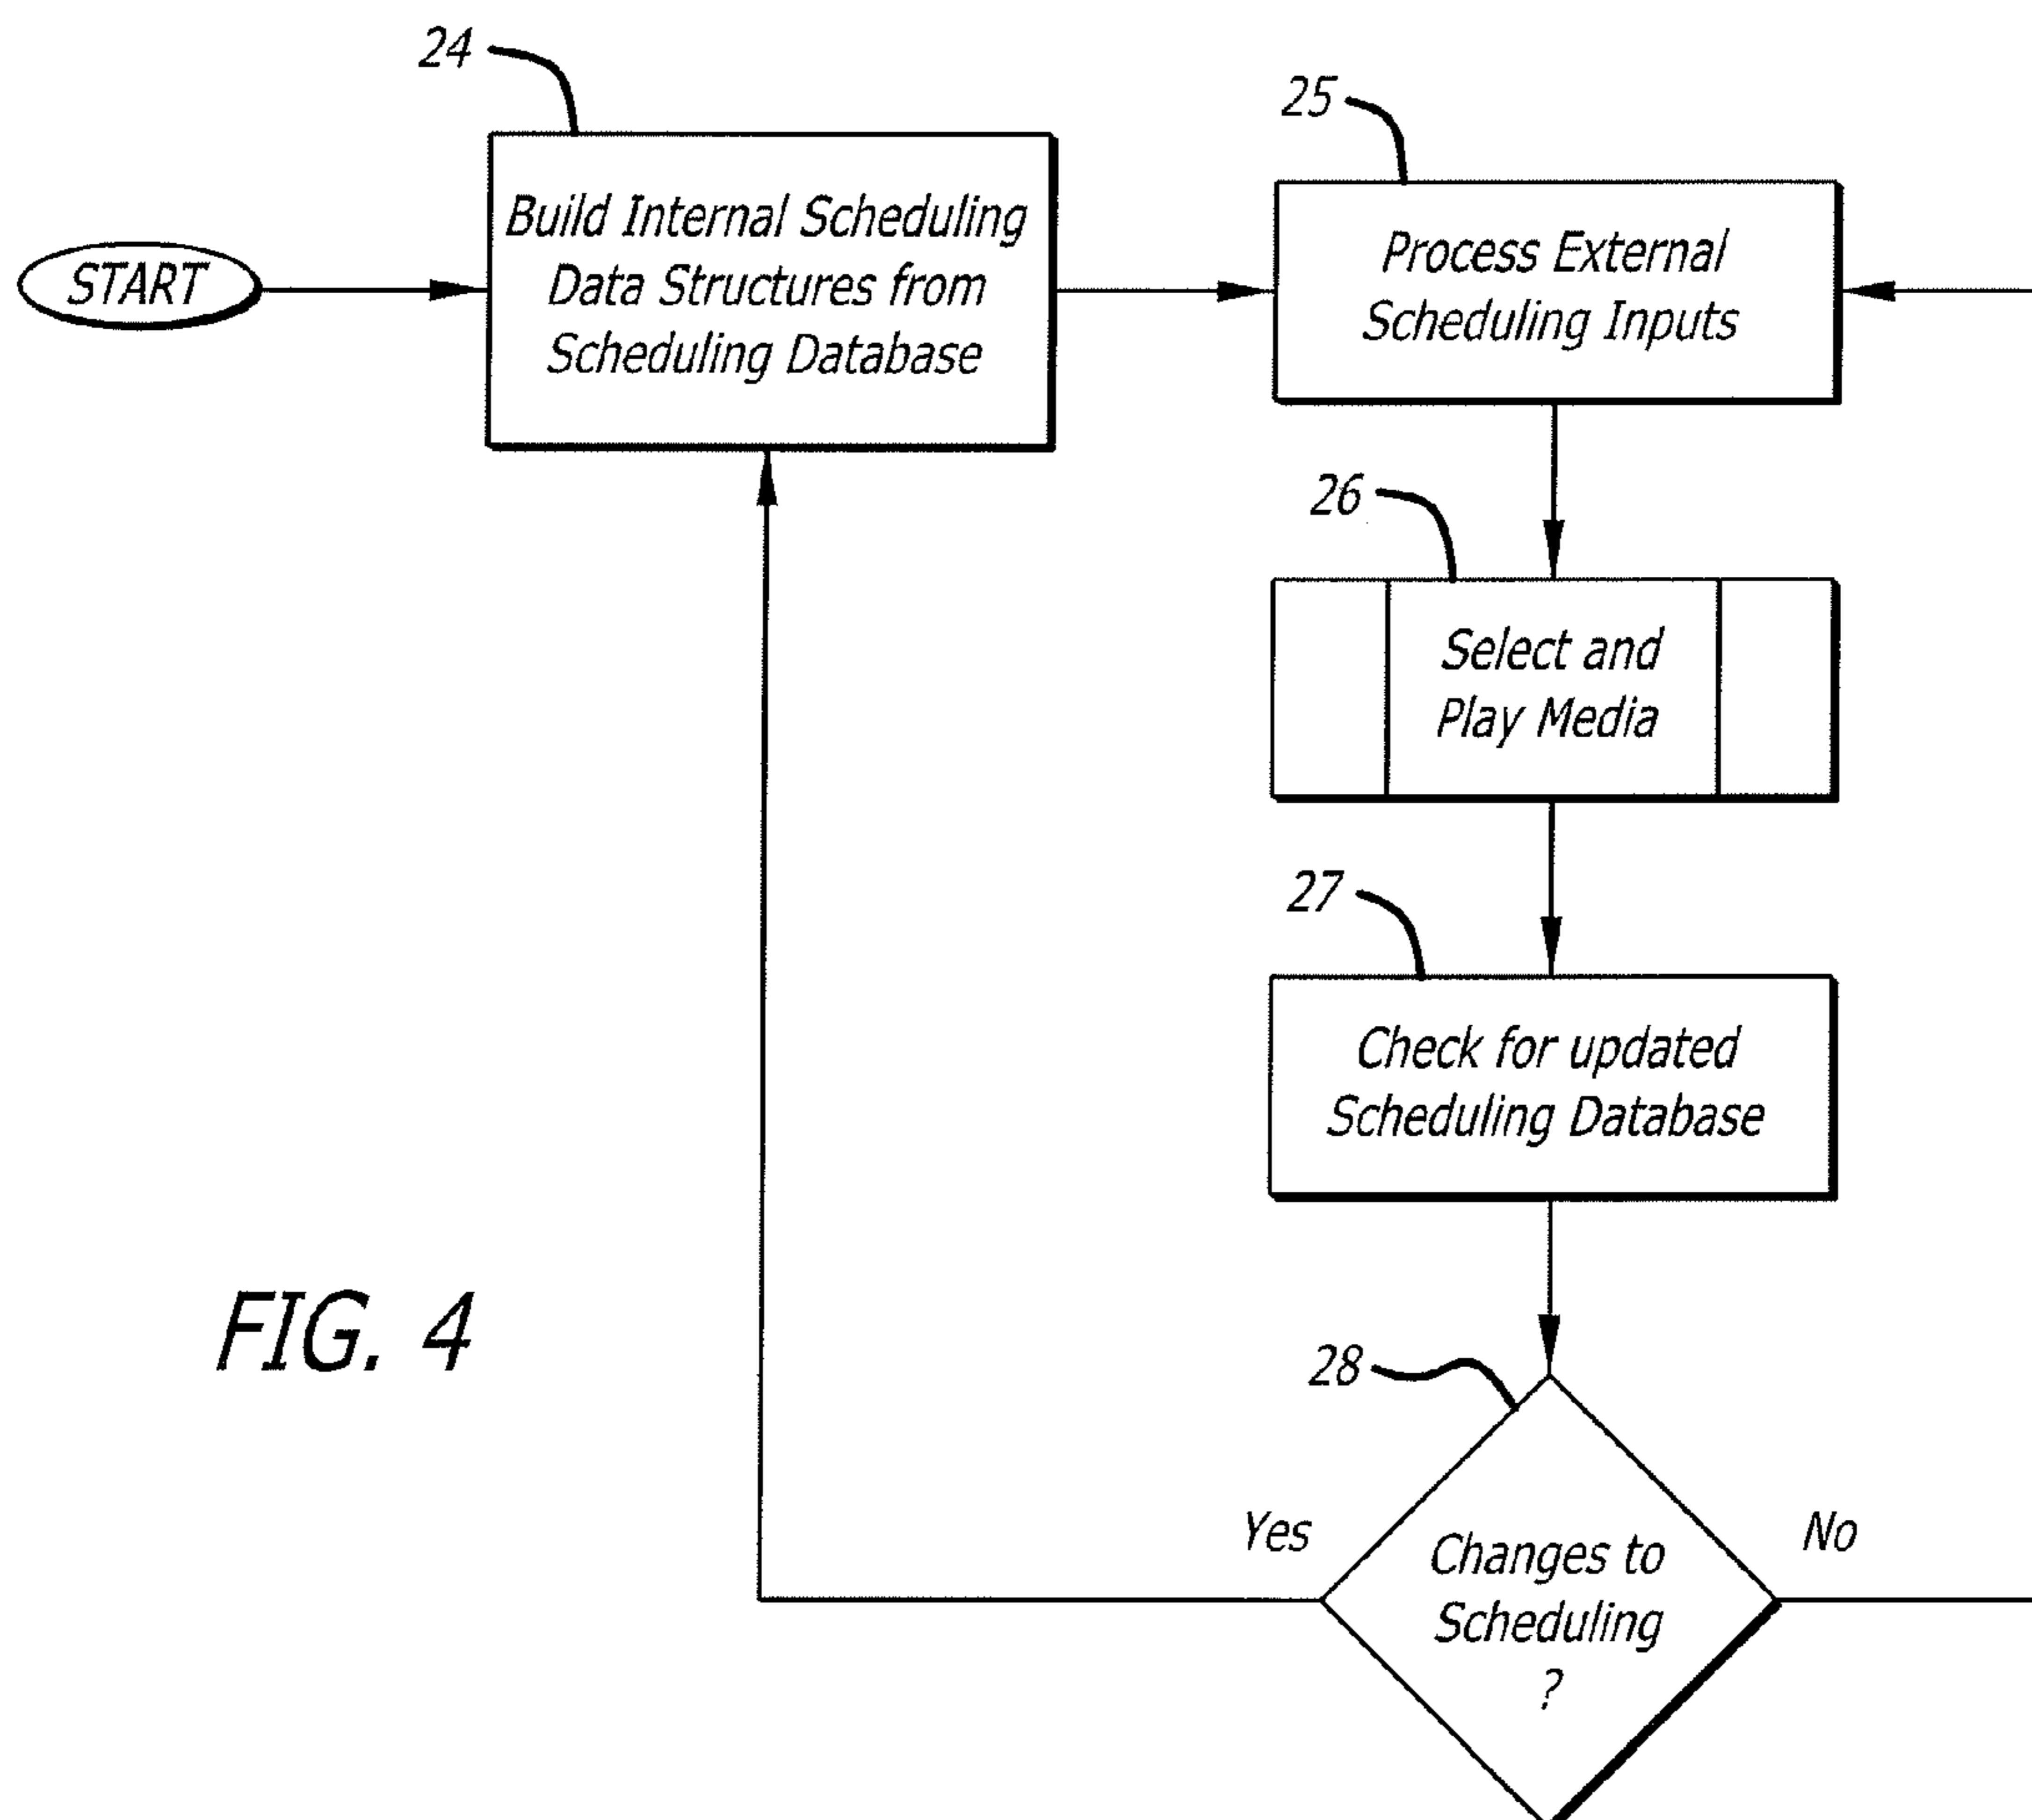 24
25
START
Build Internal Scheduling
Data Structures from
Scheduling Database
Process External
Scheduling Inputs
26
Select and
Play Media
27
Check for updated
Scheduling Database
FIG. 4
28
Yes
No
Changes to
Scheduling
?